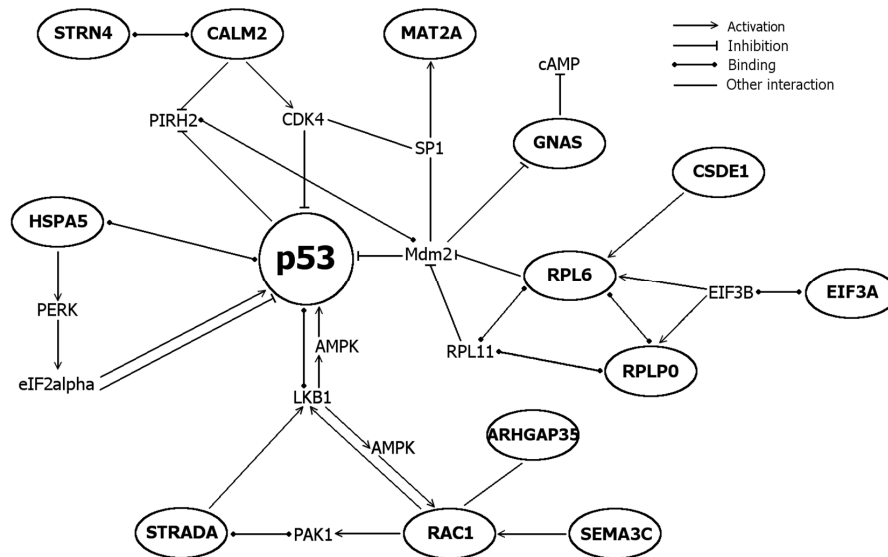 STRN4
CALM2
MAT2A
Activation
Inhibition
Binding
Other interaction
cAMP
PIRH2
CDK4
SP1
GNAS
CSDE1
HSPA5
p53
Mdm2
RPL6
EIF3B
EIF3A
PERK
AMPK
RPL11
RPLP0
eIF2alpha
LKB1
AMPK
ARHGAP35
STRADA
PAK1
RAC1
SEMA3C